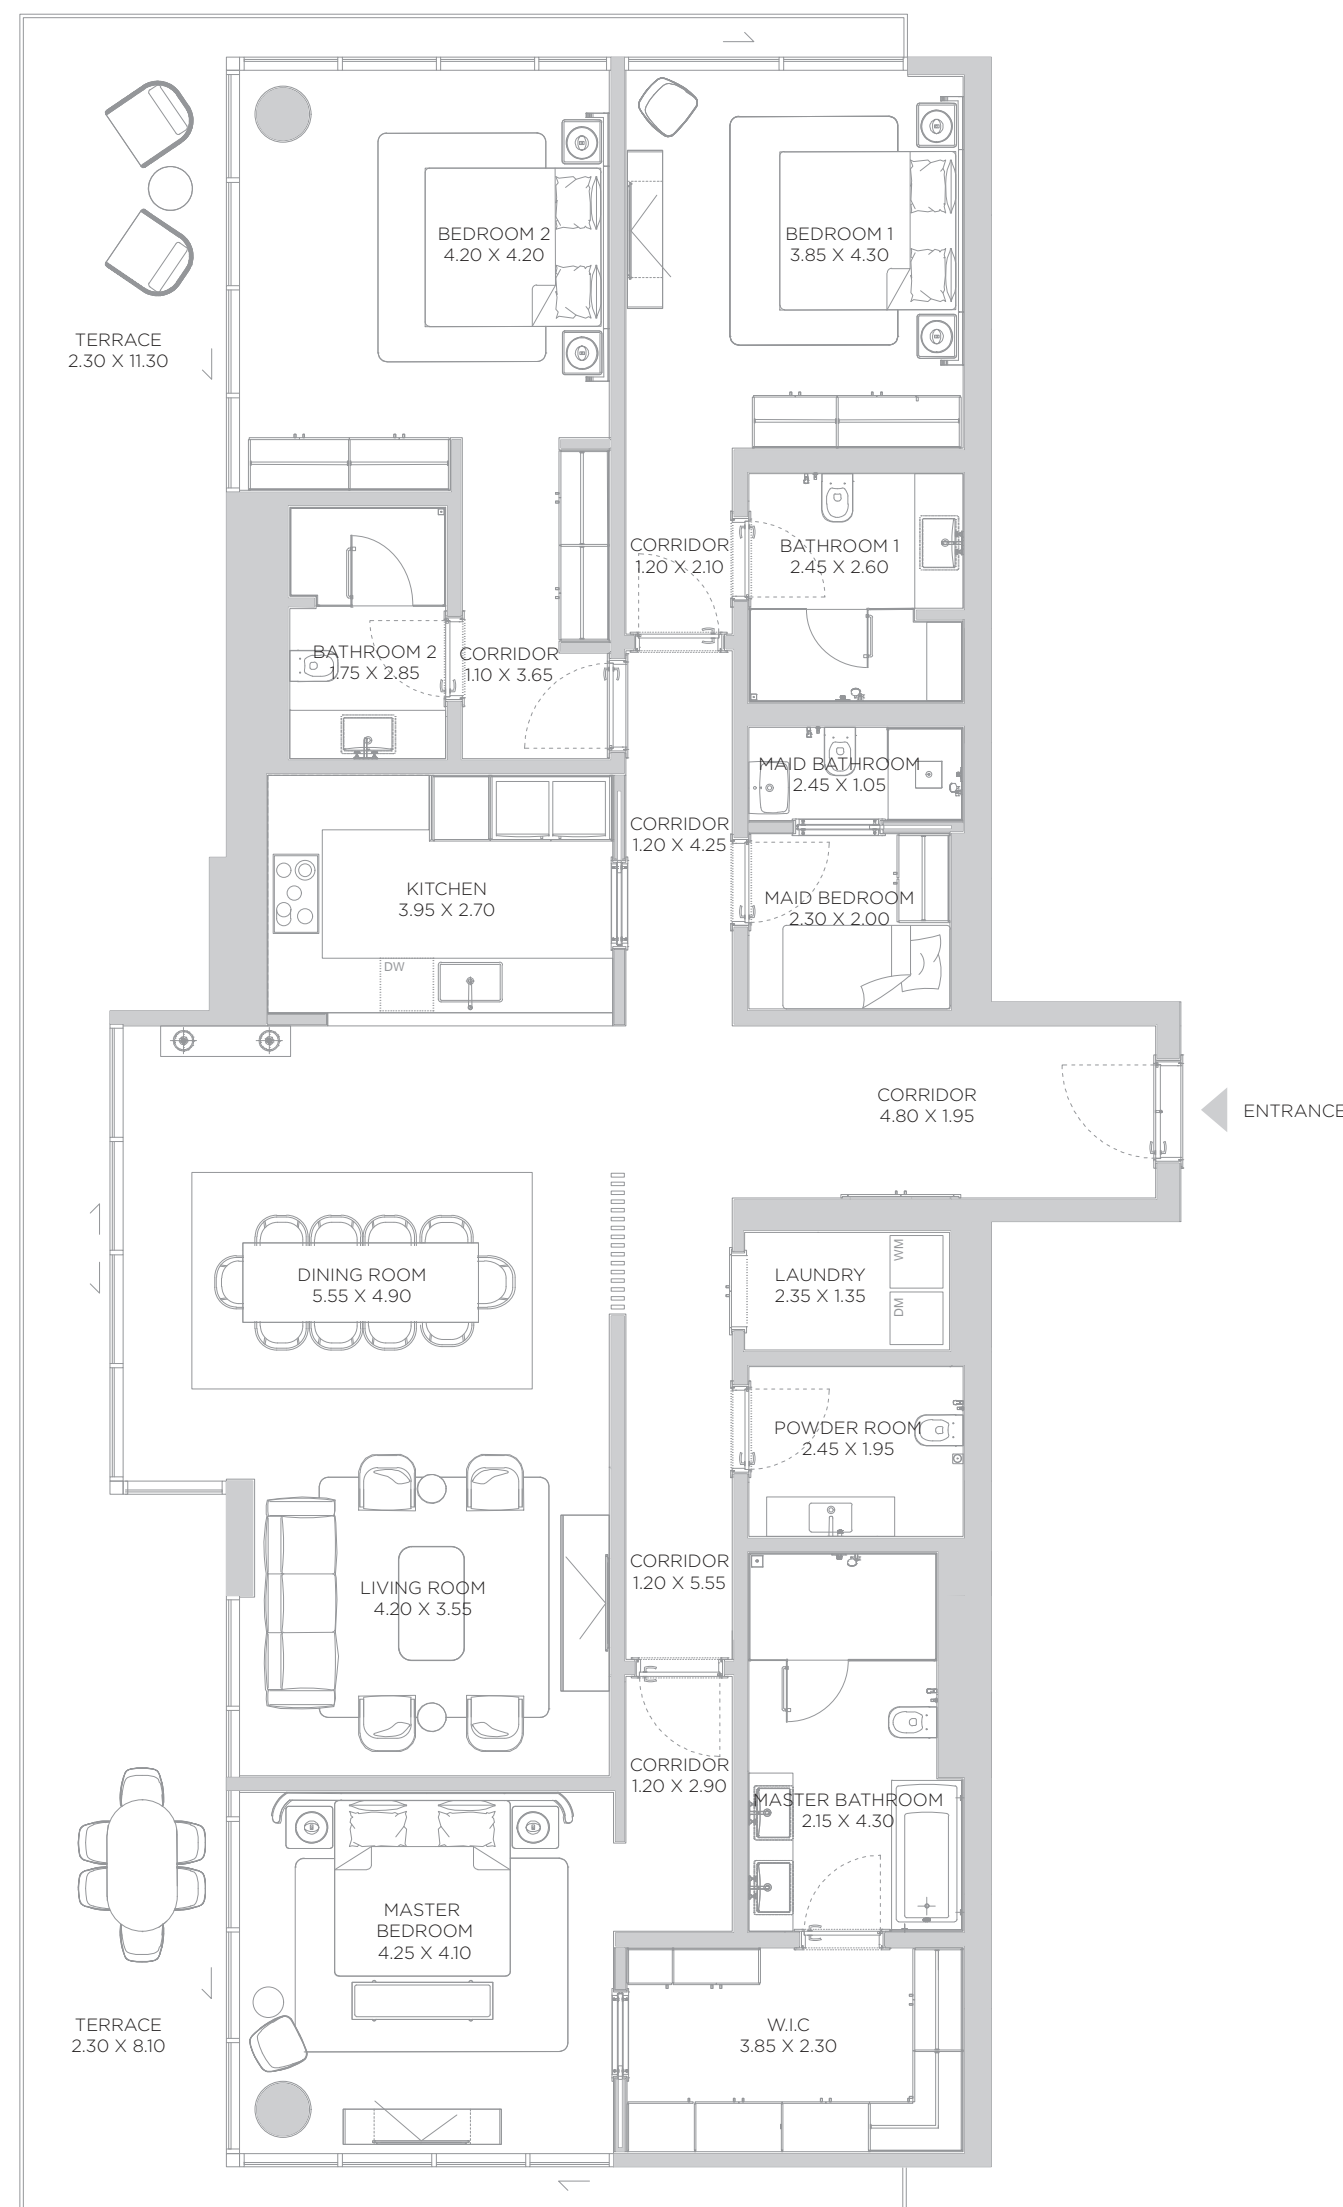 BEDROOM 2
4.20 X 4.20
BEDROOM 1
3.85 X 4.30
TERRACE
2.30 X 11.30
CORRIDOR
1.20 X 2.10
BATHROOM 1
2.45 X 2.60
BATHROOM 2
1.75 X 2.85
CORRIDOR
1.10 X 3.65
MAID BATHROOM
2.45 X 1.05
CORRIDOR
1.20 X 4.25
KITCHEN
3.95 X 2.70
MAID BEDROOM
2.30 X 2.00
DW
CORRIDOR
4.80 X 1.95
ENTRANCE
DINING ROOM
5.55 X 4.90
LAUNDRY
2.35 X 1.35
WM
DM
POWDER ROOM
2.45 X 1.95
CORRIDOR
1.20 X 5.55
LIVING ROOM
4.20 X 3.55
CORRIDOR
1.20 X 2.90
MASTER BATHROOM
2.15 X 4.30
MASTER
BEDROOM
4.25 X 4.10
TERRACE
2.30 X 8.10
W.I.C
3.85 X 2.30